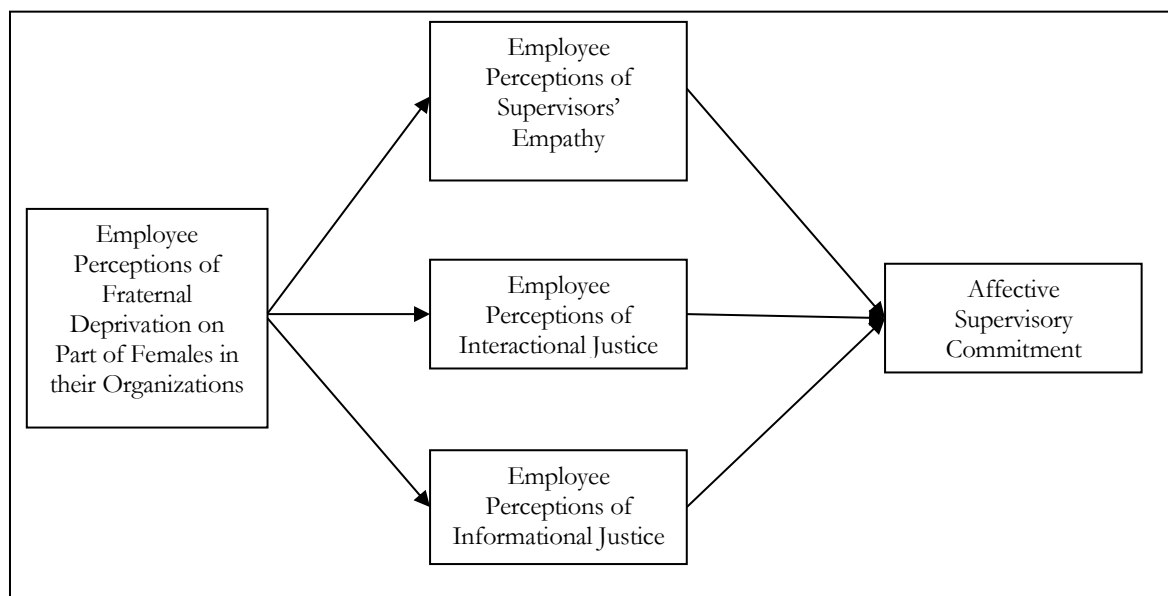 Employee
Perceptions of
Supervisors’
Empathy
Employee
Perceptions of
Fraternal
Deprivation on
Part of Females in
their Organizations
Employee
Perceptions of
Interactional Justice
Affective
Supervisory
Commitment
Employee
Perceptions of
Informational Justice